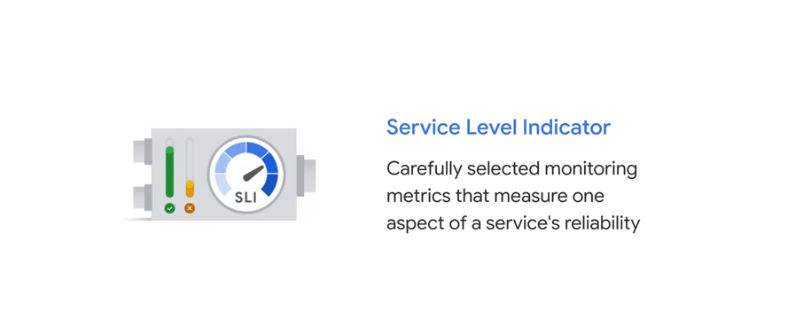 Service Level Indicator
Carefully selected monitoring
metrics that measure one
aspect of a service's reliability
SLI